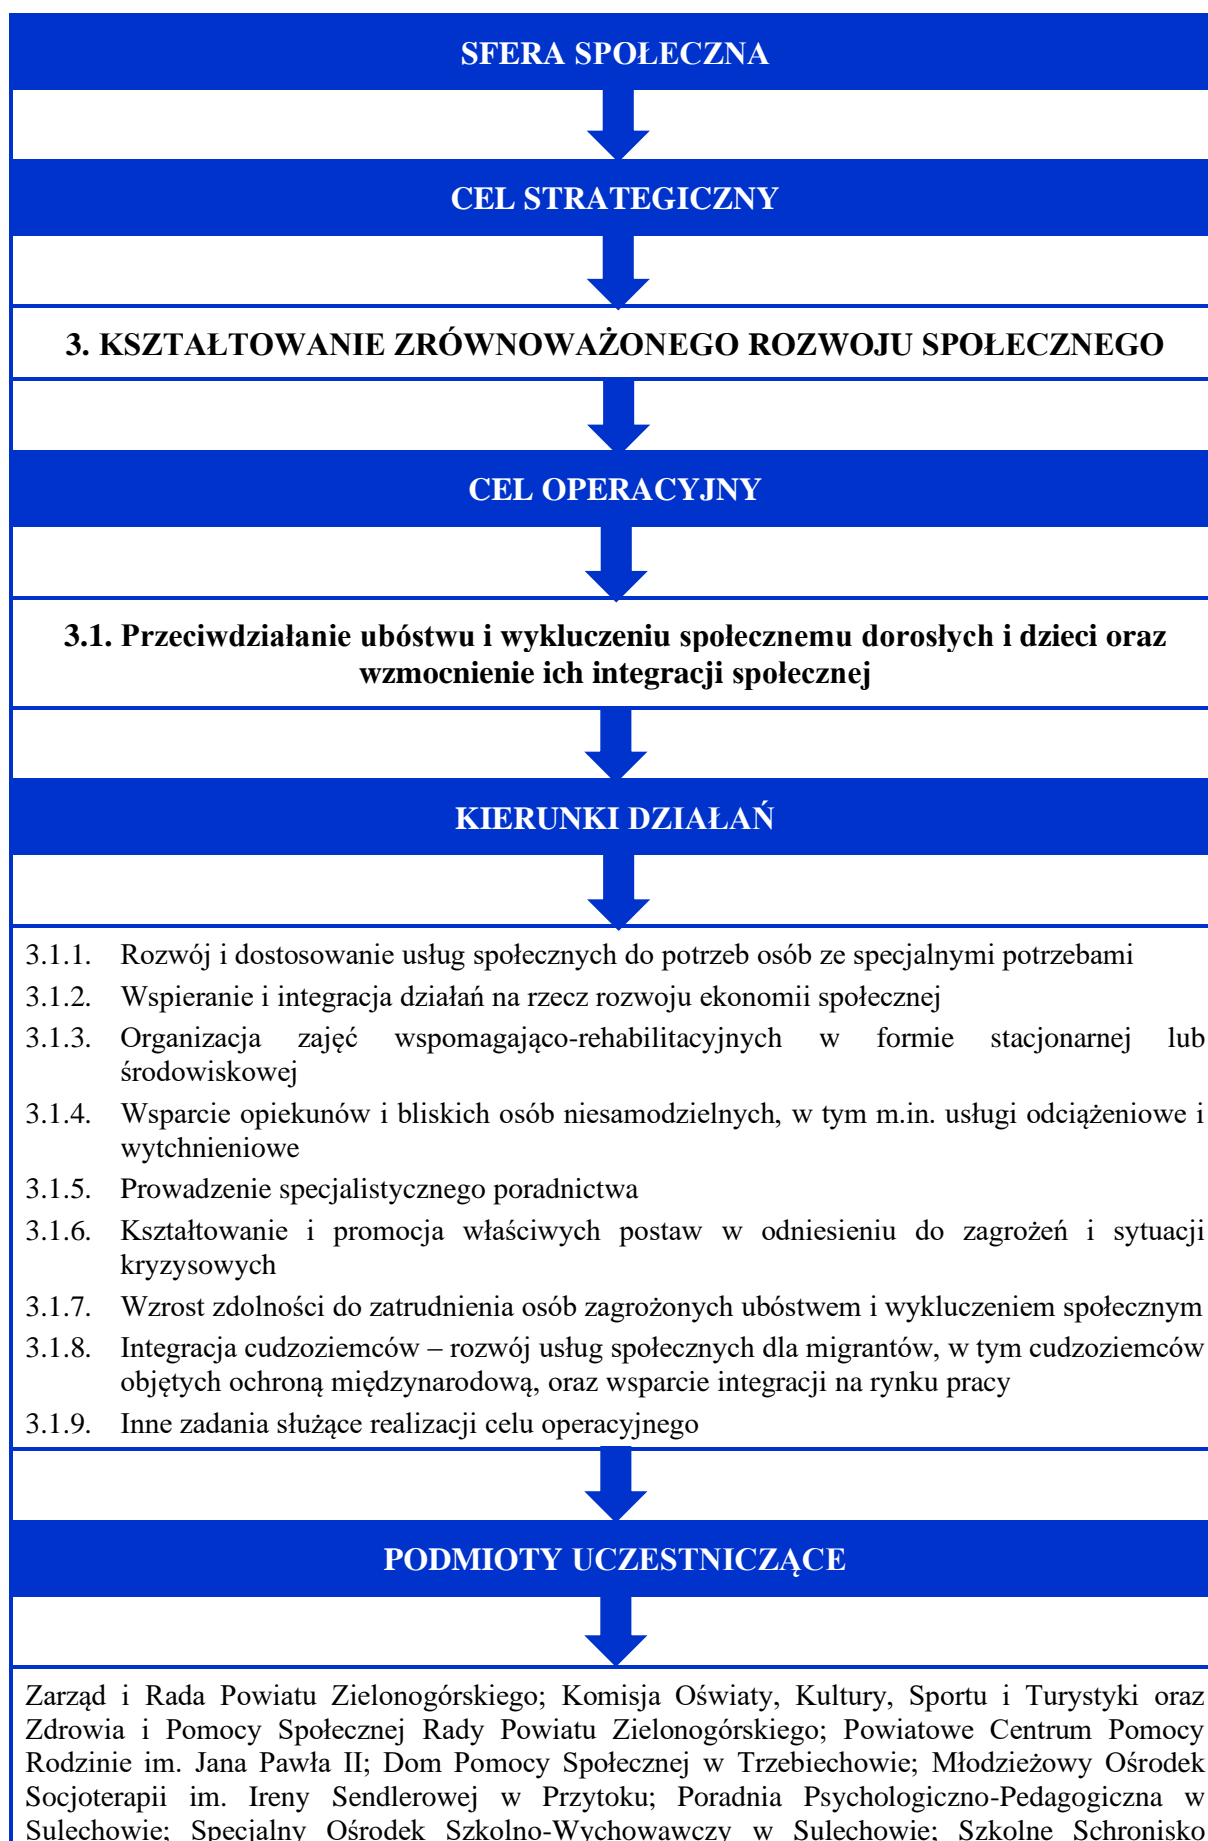 SFERA SPOŁECZNA
CEL STRATEGICZNY
3. KSZTAŁTOWANIE ZRÓWNOWAŻONEGO ROZWOJU SPOŁECZNEGO
CEL OPERACYJNY
3.1. Przeciwdziałanie ubóstwu i wykluczeniu społecznemu dorosłych i dzieci oraz
wzmocnienie ich integracji społecznej
KIERUNKI DZIAŁAŃ
3.1.1. Rozwój i dostosowanie usług społecznych do potrzeb osób ze specjalnymi potrzebami
3.1.2. Wspieranie i integracja działań na rzecz rozwoju ekonomii społecznej
3.1.3. Organizacja zajęć wspomagająco-rehabilitacyjnych w formie stacjonarnej lub
środowiskowej
3.1.4. Wsparcie opiekunów i bliskich osób niesamodzielnych, w tym m.in. usługi odciążeniowe i
wytchnieniowe
3.1.5. Prowadzenie specjalistycznego poradnictwa
3.1.6. Kształtowanie i promocja właściwych postaw w odniesieniu do zagrożeń i sytuacji
kryzysowych
3.1.7. Wzrost zdolności do zatrudnienia osób zagrożonych ubóstwem i wykluczeniem społecznym
3.1.8. Integracja cudzoziemców – rozwój usług społecznych dla migrantów, w tym cudzoziemców
objętych ochroną międzynarodową, oraz wsparcie integracji na rynku pracy
3.1.9. Inne zadania służące realizacji celu operacyjnego
PODMIOTY UCZESTNICZĄCE
Zarząd i Rada Powiatu Zielonogórskiego; Komisja Oświaty, Kultury, Sportu i Turystyki oraz
Zdrowia i Pomocy Społecznej Rady Powiatu Zielonogórskiego; Powiatowe Centrum Pomocy
Rodzinie im. Jana Pawła II; Dom Pomocy Społecznej w Trzebiechowie; Młodzieżowy Ośrodek
Socjoterapii im. Ireny Sendlerowej w Przytoku; Poradnia Psychologiczno-Pedagogiczna w
Sulechowie; Specjalny Ośrodek Szkolno-Wychowawczy w Sulechowie; Szkolne Schronisko